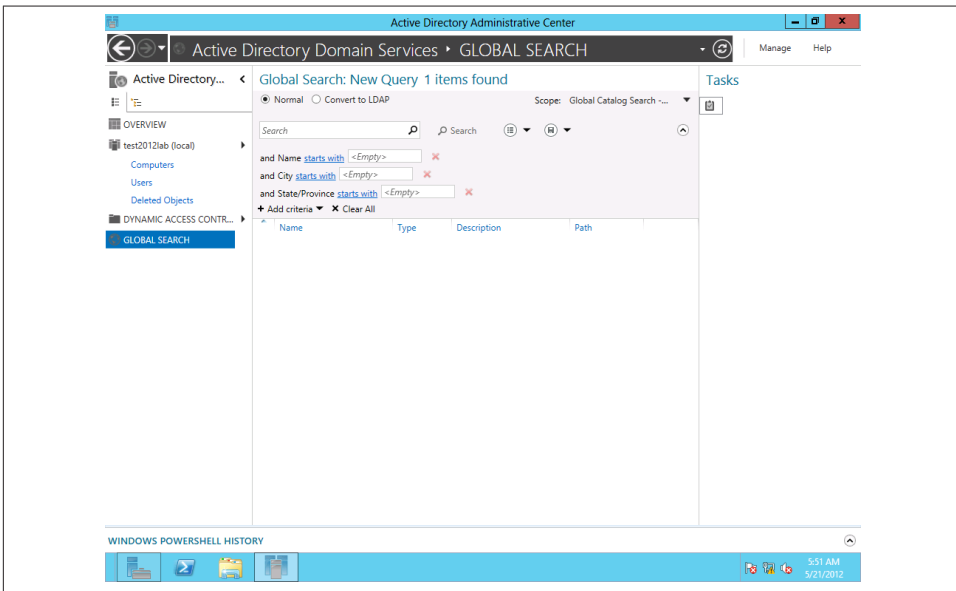 Active Directory Administrative Center
Active Directory Domain Services • GLOBAL SEARCH
Manage
Help
Active Directory...
OVERVIEW
test2012lab (local)
Computers
Users
Deleted Objects
DYNAMIC ACCESS CONTR...
GLOBAL SEARCH
Global Search: New Query 1 items found
Normal
Convert to LDAP
Scope: Global Catalog Search -...
Search
Search
and Name starts with <Empty>
and City starts with <Empty>
and State/Province starts with <Empty>
+ Add criteria
Clear All
Name
Type
Description
Path
Tasks
WINDOWS POWERSHELL HISTORY
5:51 AM
5/21/2012